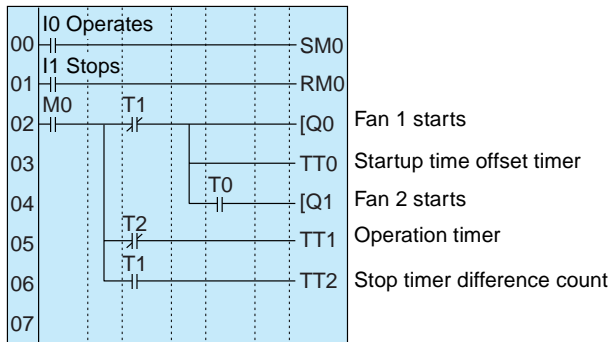 I0 Operates
00 SM0
I1 Stops
01 RM0
M0 T1
02 [Q0 Fan 1 starts
03 TT0 Startup time offset timer
T0
04 [Q1 Fan 2 starts
T2
05 TT1 Operation timer
T1
06 TT2 Stop timer difference count
07